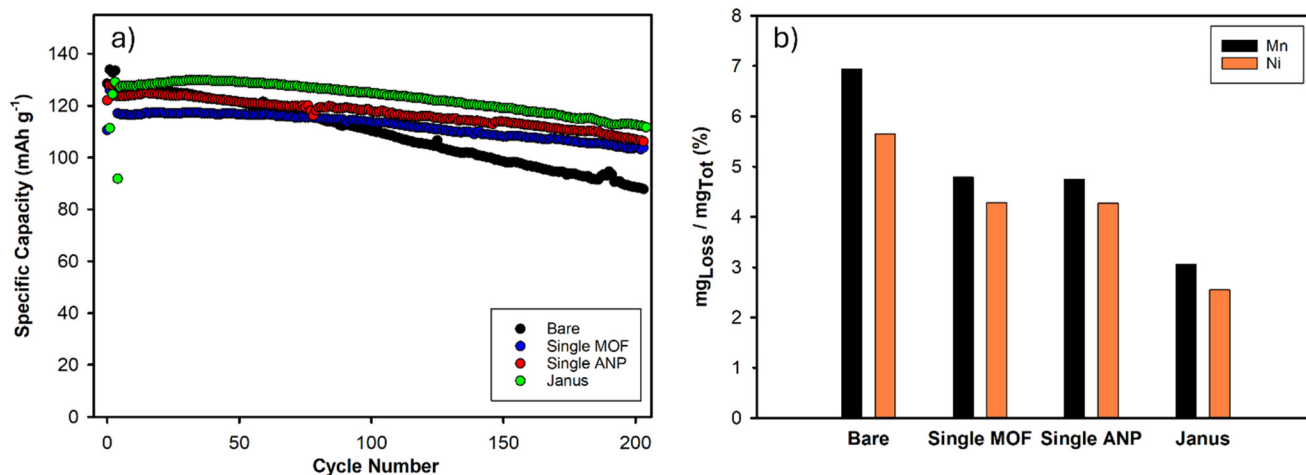 a)
Specific Capacity (mAh g⁻¹)
140
120
100
80
60
40
20
0
0
50
100
150
200
Cycle Number
Bare
Single MOF
Single ANP
Janus
b)
mgLoss / mgTot (%)
8
7
6
5
4
3
2
1
0
Mn
Ni
Bare
Single MOF
Single ANP
Janus